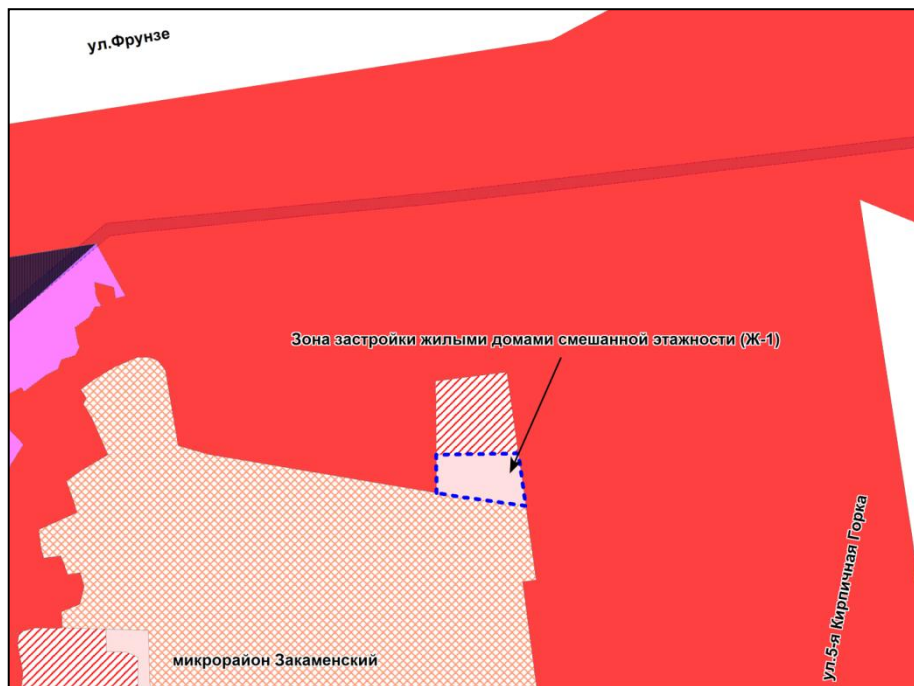 ул.Фрунзе
Зона застройки жилыми домами смешанной этажности (Ж-1)
ул.5-я Кирпичная Горка
микрорайон Закаменский